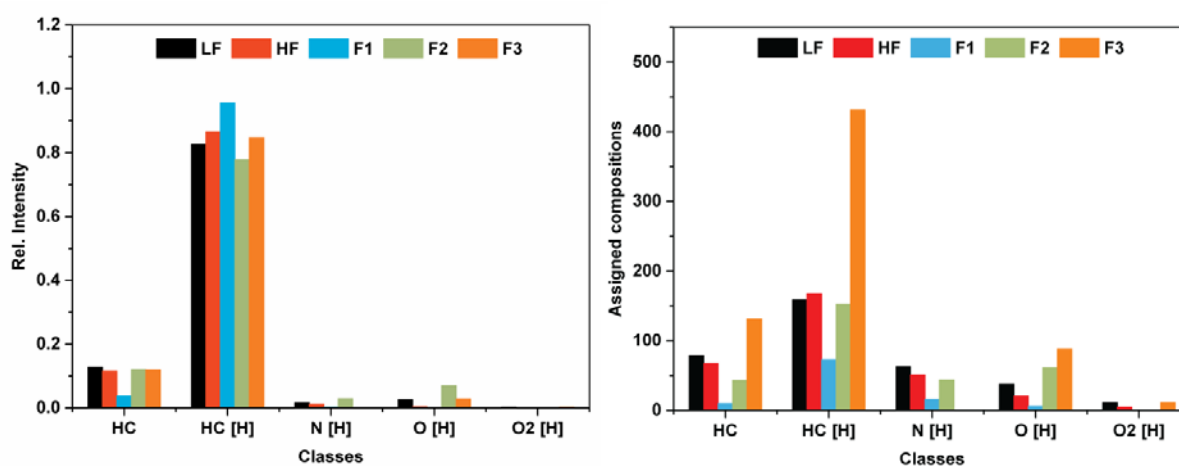 1.2
LF HF F1 F2 F3
1.0
0.8
0.6
0.4
0.2
0.0
Rel. Intensity
HC HC [H] N [H] O [H] O2 [H]
Classes
LF HF F1 F2 F3
500
400
300
200
100
0
Assigned compositions
HC HC [H] N [H] O [H] O2 [H]
Classes